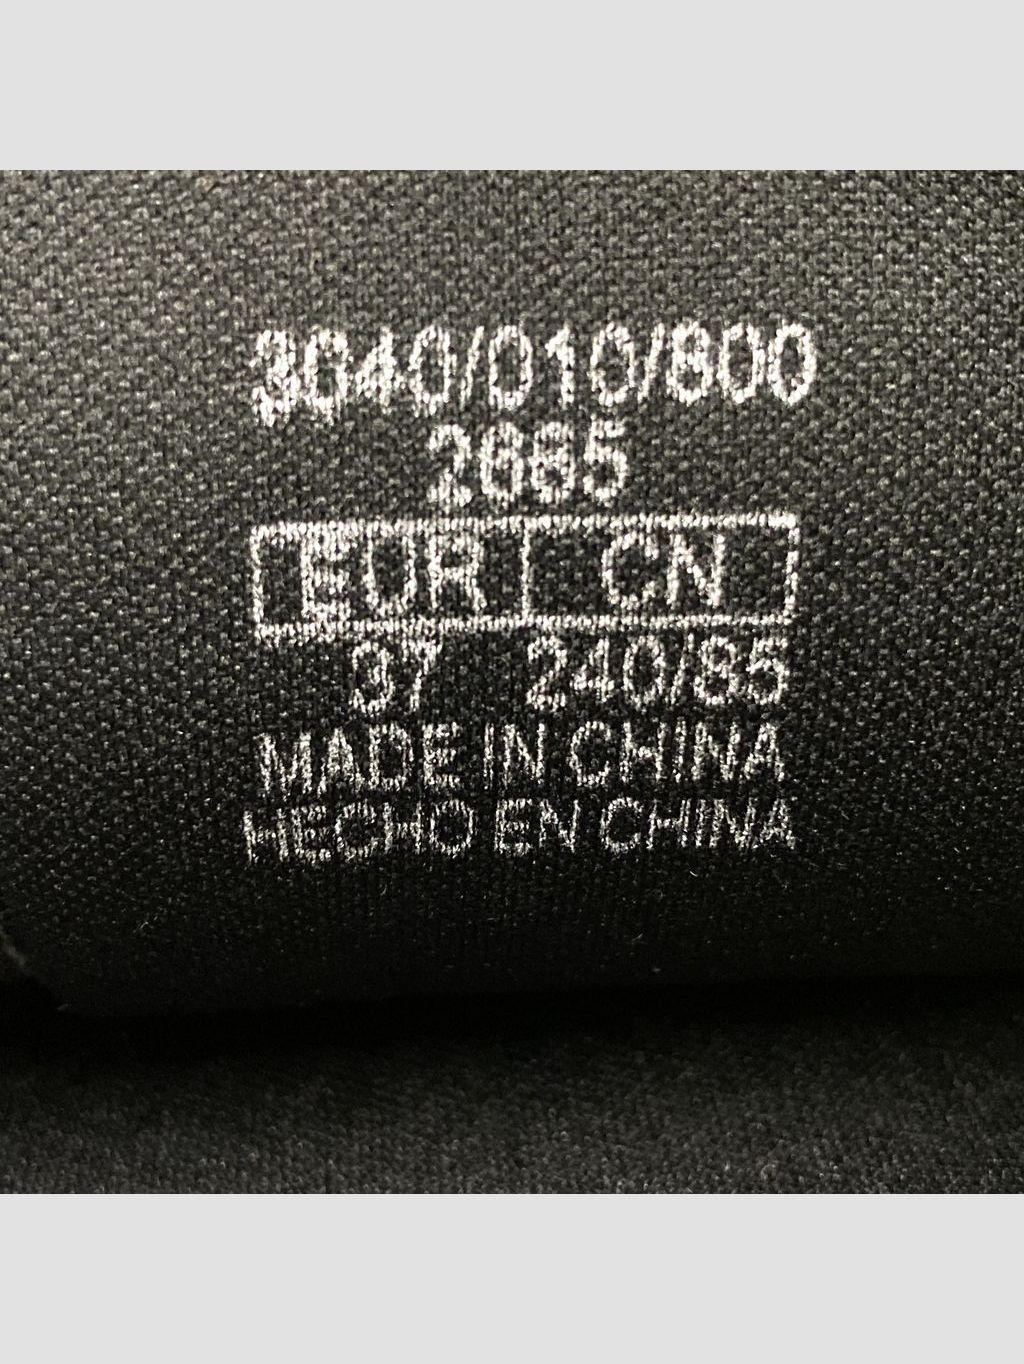 3040/010/800
2685
EUR | CN
37 240/85
MADE IN CHINA
HECHO EN CHINA